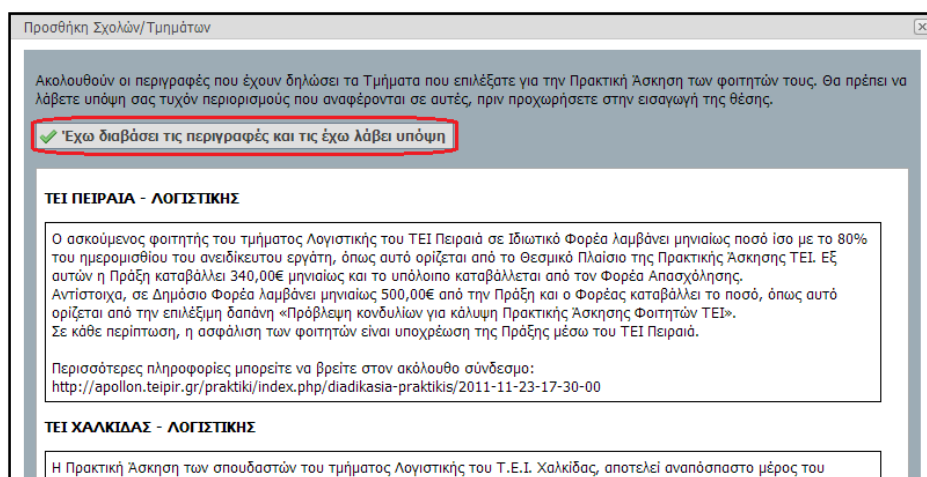 Προσθήκη Σχολών/Τμημάτων
Ακολουθούν οι περιγραφές που έχουν δηλώσει τα Τμήματα που επιλέξατε για την Πρακτική Άσκηση των φοιτητών τους. Θα πρέπει να
λάβετε υπόψη σας τυχόν περιορισμούς που αναφέρονται σε αυτές, πριν προχωρήσετε στην εισαγωγή της θέσης.
Έχω διαβάσει τις περιγραφές και τις έχω λάβει υπόψη
ΤΕΙ ΠΕΙΡΑΙΑ - ΛΟΓΙΣΤΙΚΗΣ
Ο ασκούμενος φοιτητής του τμήματος Λογιστικής του ΤΕΙ Πειραιά σε Ιδιωτικό Φορέα λαμβάνει μηνιαίως ποσό ίσο με το 80%
του ημερομισθίου του ανειδίκευτου εργάτη, όπως αυτό ορίζεται από το Θεσμικό Πλαίσιο της Πρακτικής Άσκησης ΤΕΙ. Εξ
αυτών η Πράξη καταβάλλει 340,00€ μηνιαίως και το υπόλοιπο καταβάλλεται από τον Φορέα Απασχόλησης.
Αντίστοιχα, σε Δημόσιο Φορέα λαμβάνει μηνιαίως 500,00€ από την Πράξη και ο Φορέας καταβάλλει το ποσό, όπως αυτό
ορίζεται από την επιλέξιμη δαπάνη «Πρόβλεψη κονδυλίων για κάλυψη Πρακτικής Άσκησης Φοιτητών ΤΕΙ».
Σε κάθε περίπτωση, η ασφάλιση των φοιτητών είναι υποχρέωση της Πράξης μέσω του ΤΕΙ Πειραιά.
Περισσότερες πληροφορίες μπορείτε να βρείτε στον ακόλουθο σύνδεσμο:
http://apollon.teipir.gr/praktiki/index.php/diadikasia-praktikis/2011-11-23-17-30-00
ΤΕΙ ΧΑΛΚΙΔΑΣ - ΛΟΓΙΣΤΙΚΗΣ
Η Πρακτική Άσκηση των σπουδαστών του τμήματος Λογιστικής του Τ.Ε.Ι. Χαλκίδας, αποτελεί αναπόσπαστο μέρος του